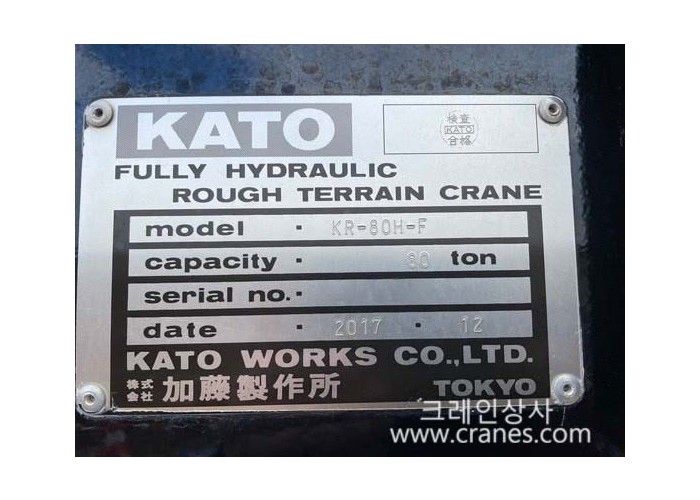 KATO
検査
KATO
合格
FULLY HYDRAULIC
ROUGH TERRAIN CRANE
model · KR-80H-F
capacity · 80 ton
serial no. ·
date · 2017 · 12
KATO WORKS CO.,LTD.
株式会社 加藤製作所 TOKYO
크레인상사
www.cranes.com